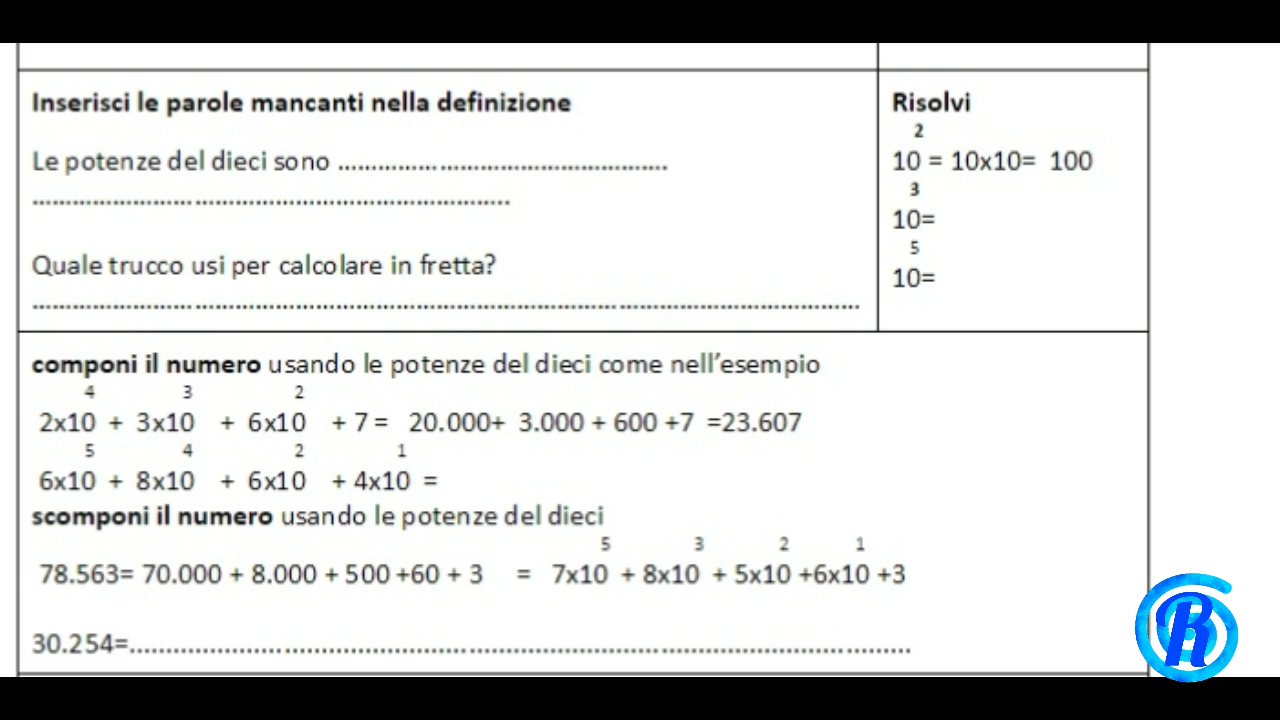 Inserisci le parole mancanti nella definizione
Le potenze del dieci sono ......................................................
..............................................................................
Quale trucco usi per calcolare in fretta?
........................................................................................................................................
Risolvi
2
10 = 10x10= 100
3
10=
5
10=
componi il numero usando le potenze del dieci come nell'esempio
4 3 2
2x10 + 3x10 + 6x10 + 7 = 20.000+ 3.000 + 600 +7 =23.607
5 4 2 1
6x10 + 8x10 + 6x10 + 4x10 =
scomponi il numero usando le potenze del dieci
5 3 2 1
78.563= 70.000 + 8.000 + 500 +60 + 3 = 7x10 + 8x10 + 5x10 +6x10 +3
30.254=................................................................................................
R